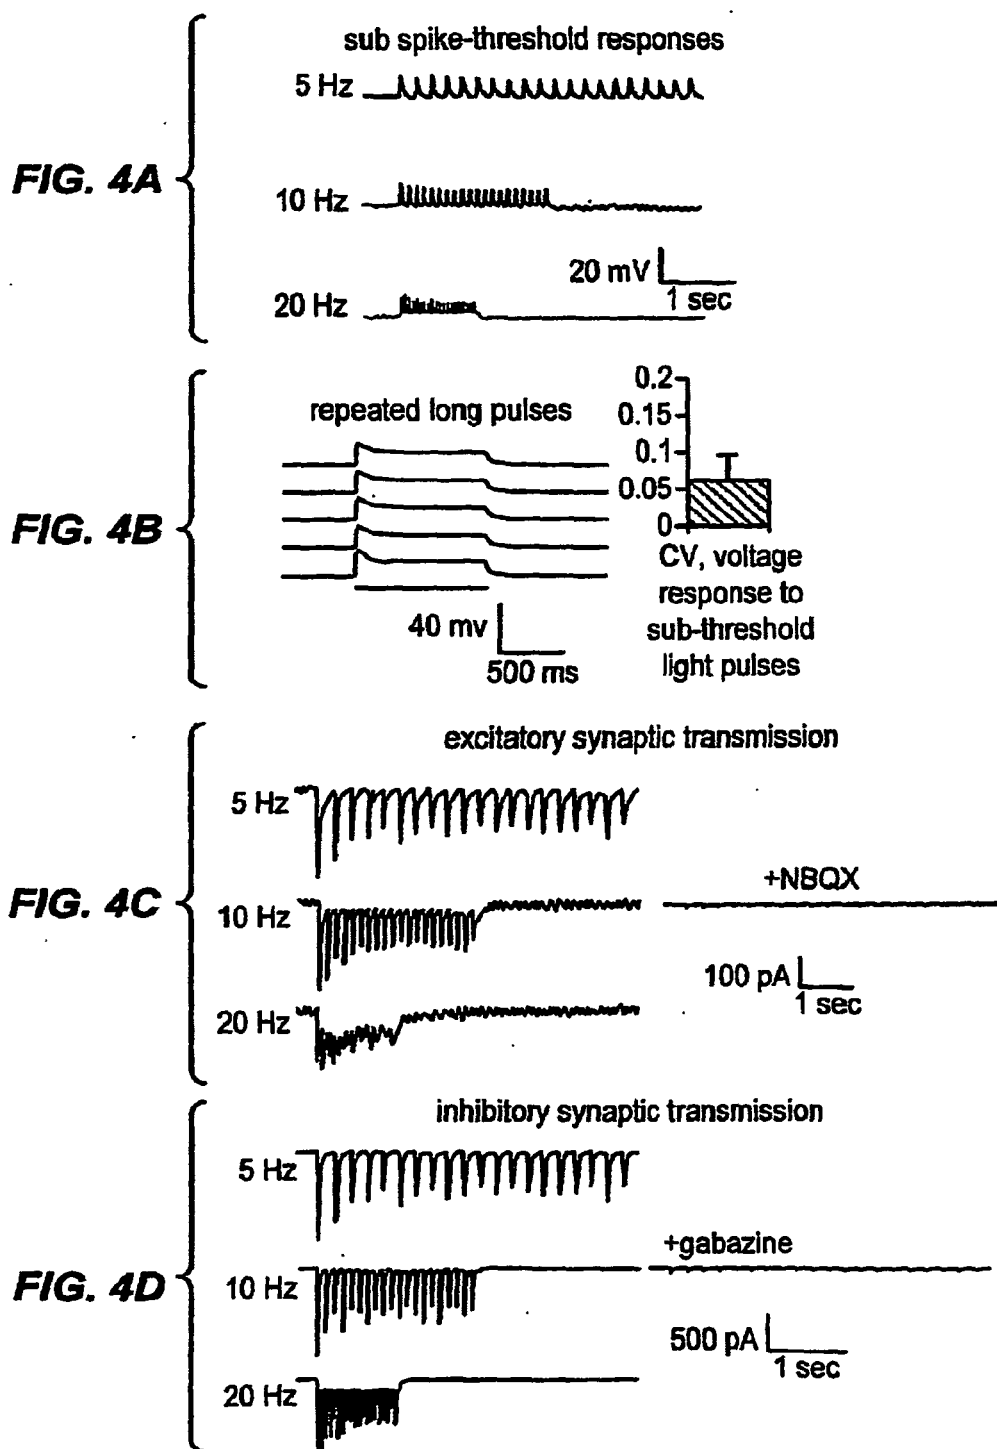 FIG. 4A
sub spike-threshold responses
5 Hz
10 Hz
20 mV
1 sec
20 Hz
FIG. 4B
repeated long pulses
40 mv
500 ms
0.2
0.15
0.1
0.05
0
CV, voltage
response to
sub-threshold
light pulses
FIG. 4C
excitatory synaptic transmission
5 Hz
10 Hz
+NBQX
100 pA
1 sec
20 Hz
FIG. 4D
inhibitory synaptic transmission
5 Hz
10 Hz
+gabazine
500 pA
1 sec
20 Hz